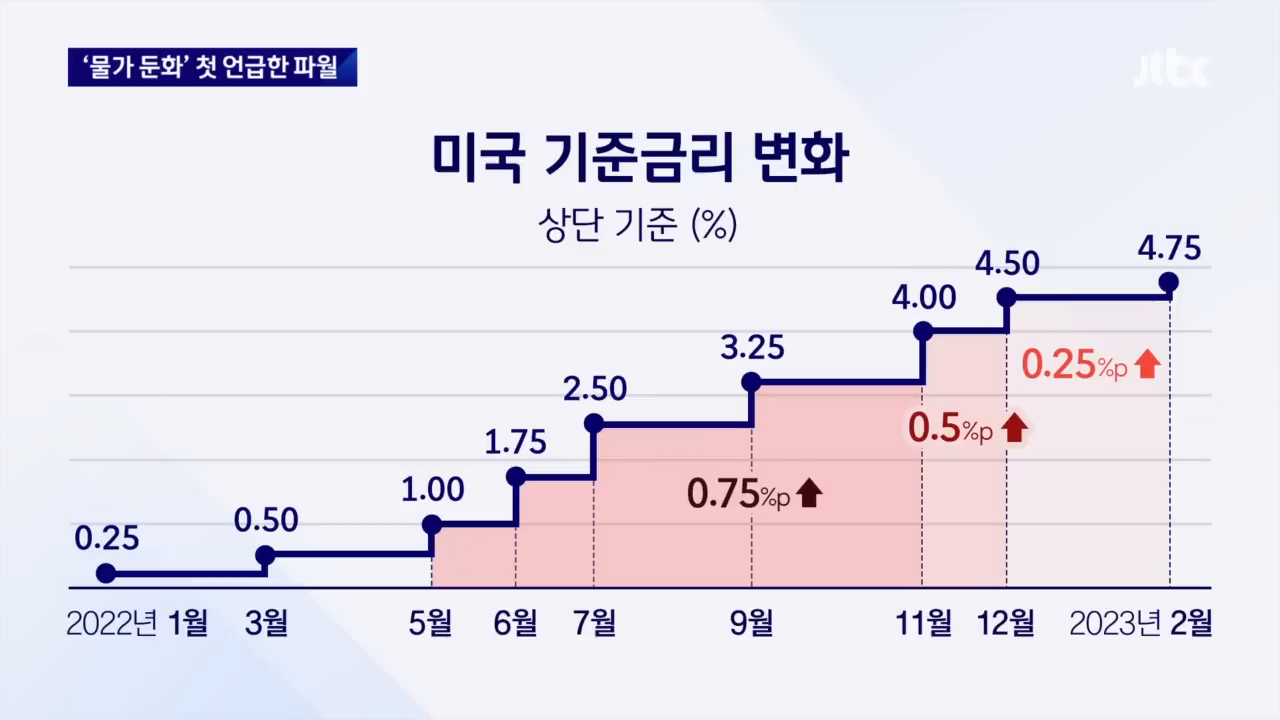 ‘물가 둔화’ 첫 언급한 파월
jtbc
미국 기준금리 변화
상단 기준 (%)
0.25
0.50
1.00
1.75
2.50
3.25
4.00
4.50
4.75
0.75%p
0.5%p
0.25%p
2022년 1월 3월 5월 6월 7월 9월 11월 12월 2023년 2월